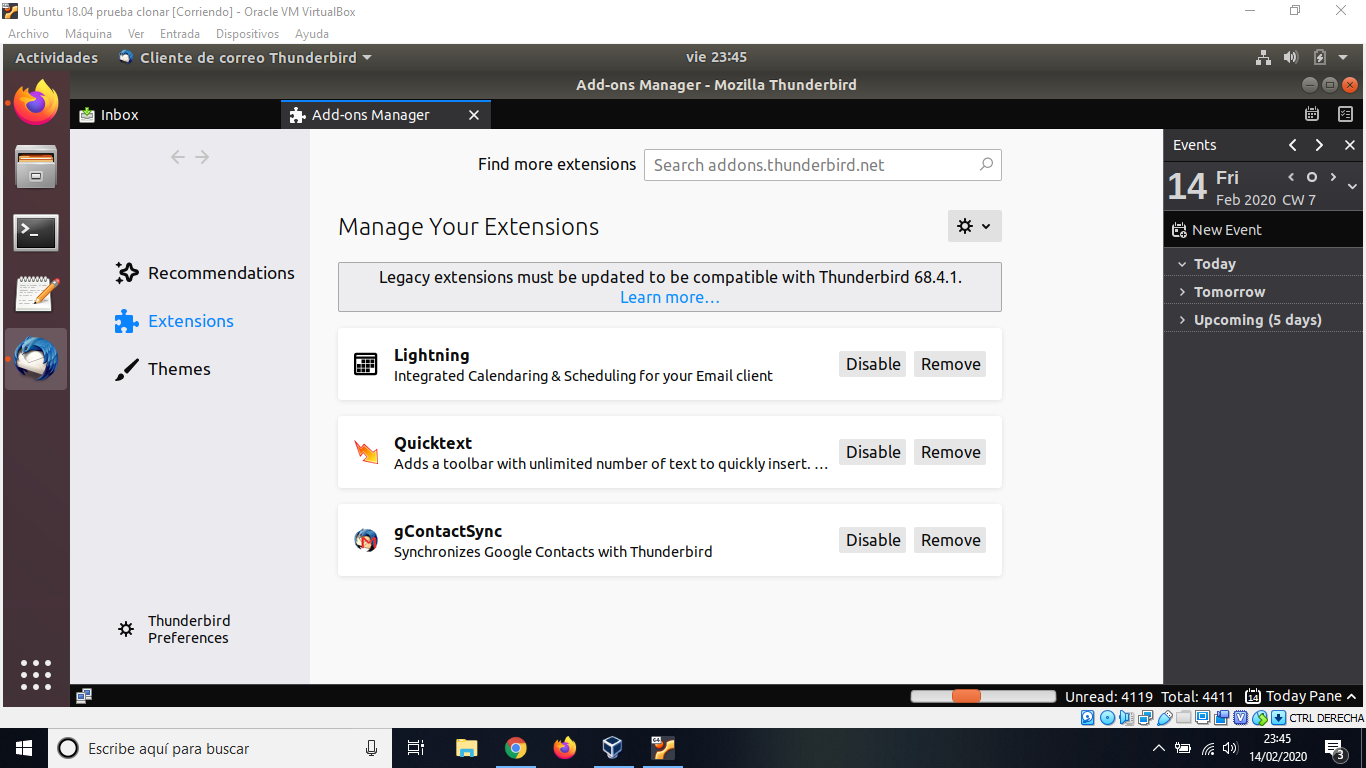 Ubuntu 18.04 prueba clonar [Corriendo] - Oracle VM VirtualBox
Archivo Máquina Ver Entrada Dispositivos Ayuda
Actividades Cliente de correo Thunderbird vie 23:45
Add-ons Manager - Mozilla Thunderbird
Inbox Add-ons Manager
Find more extensions Search addons.thunderbird.net
Manage Your Extensions
Legacy extensions must be updated to be compatible with Thunderbird 68.4.1.
Learn more…
Recommendations
Extensions
Themes
Lightning
Integrated Calendaring & Scheduling for your Email client
Disable Remove
Quicktext
Adds a toolbar with unlimited number of text to quickly insert. …
Disable Remove
gContactSync
Synchronizes Google Contacts with Thunderbird
Disable Remove
Thunderbird
Preferences
Events
14 Fri
Feb 2020 CW 7
New Event
Today
Tomorrow
Upcoming (5 days)
Unread: 4119 Total: 4411 14 Today Pane
CTRL DERECHA
Escribe aquí para buscar
64
23:45
14/02/2020
3